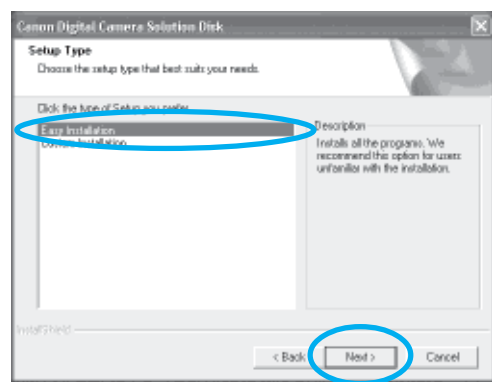 Canon Digital Camera Solution Disk
Setup Type
Choose the setup type that best suits your needs.
Click the type of Setup you prefer.
Easy Installation
Custom Installation
Description
Installs all the programs. We
recommend this option for users
unfamiliar with the installation.
InstallShield
< Back
Next >
Cancel